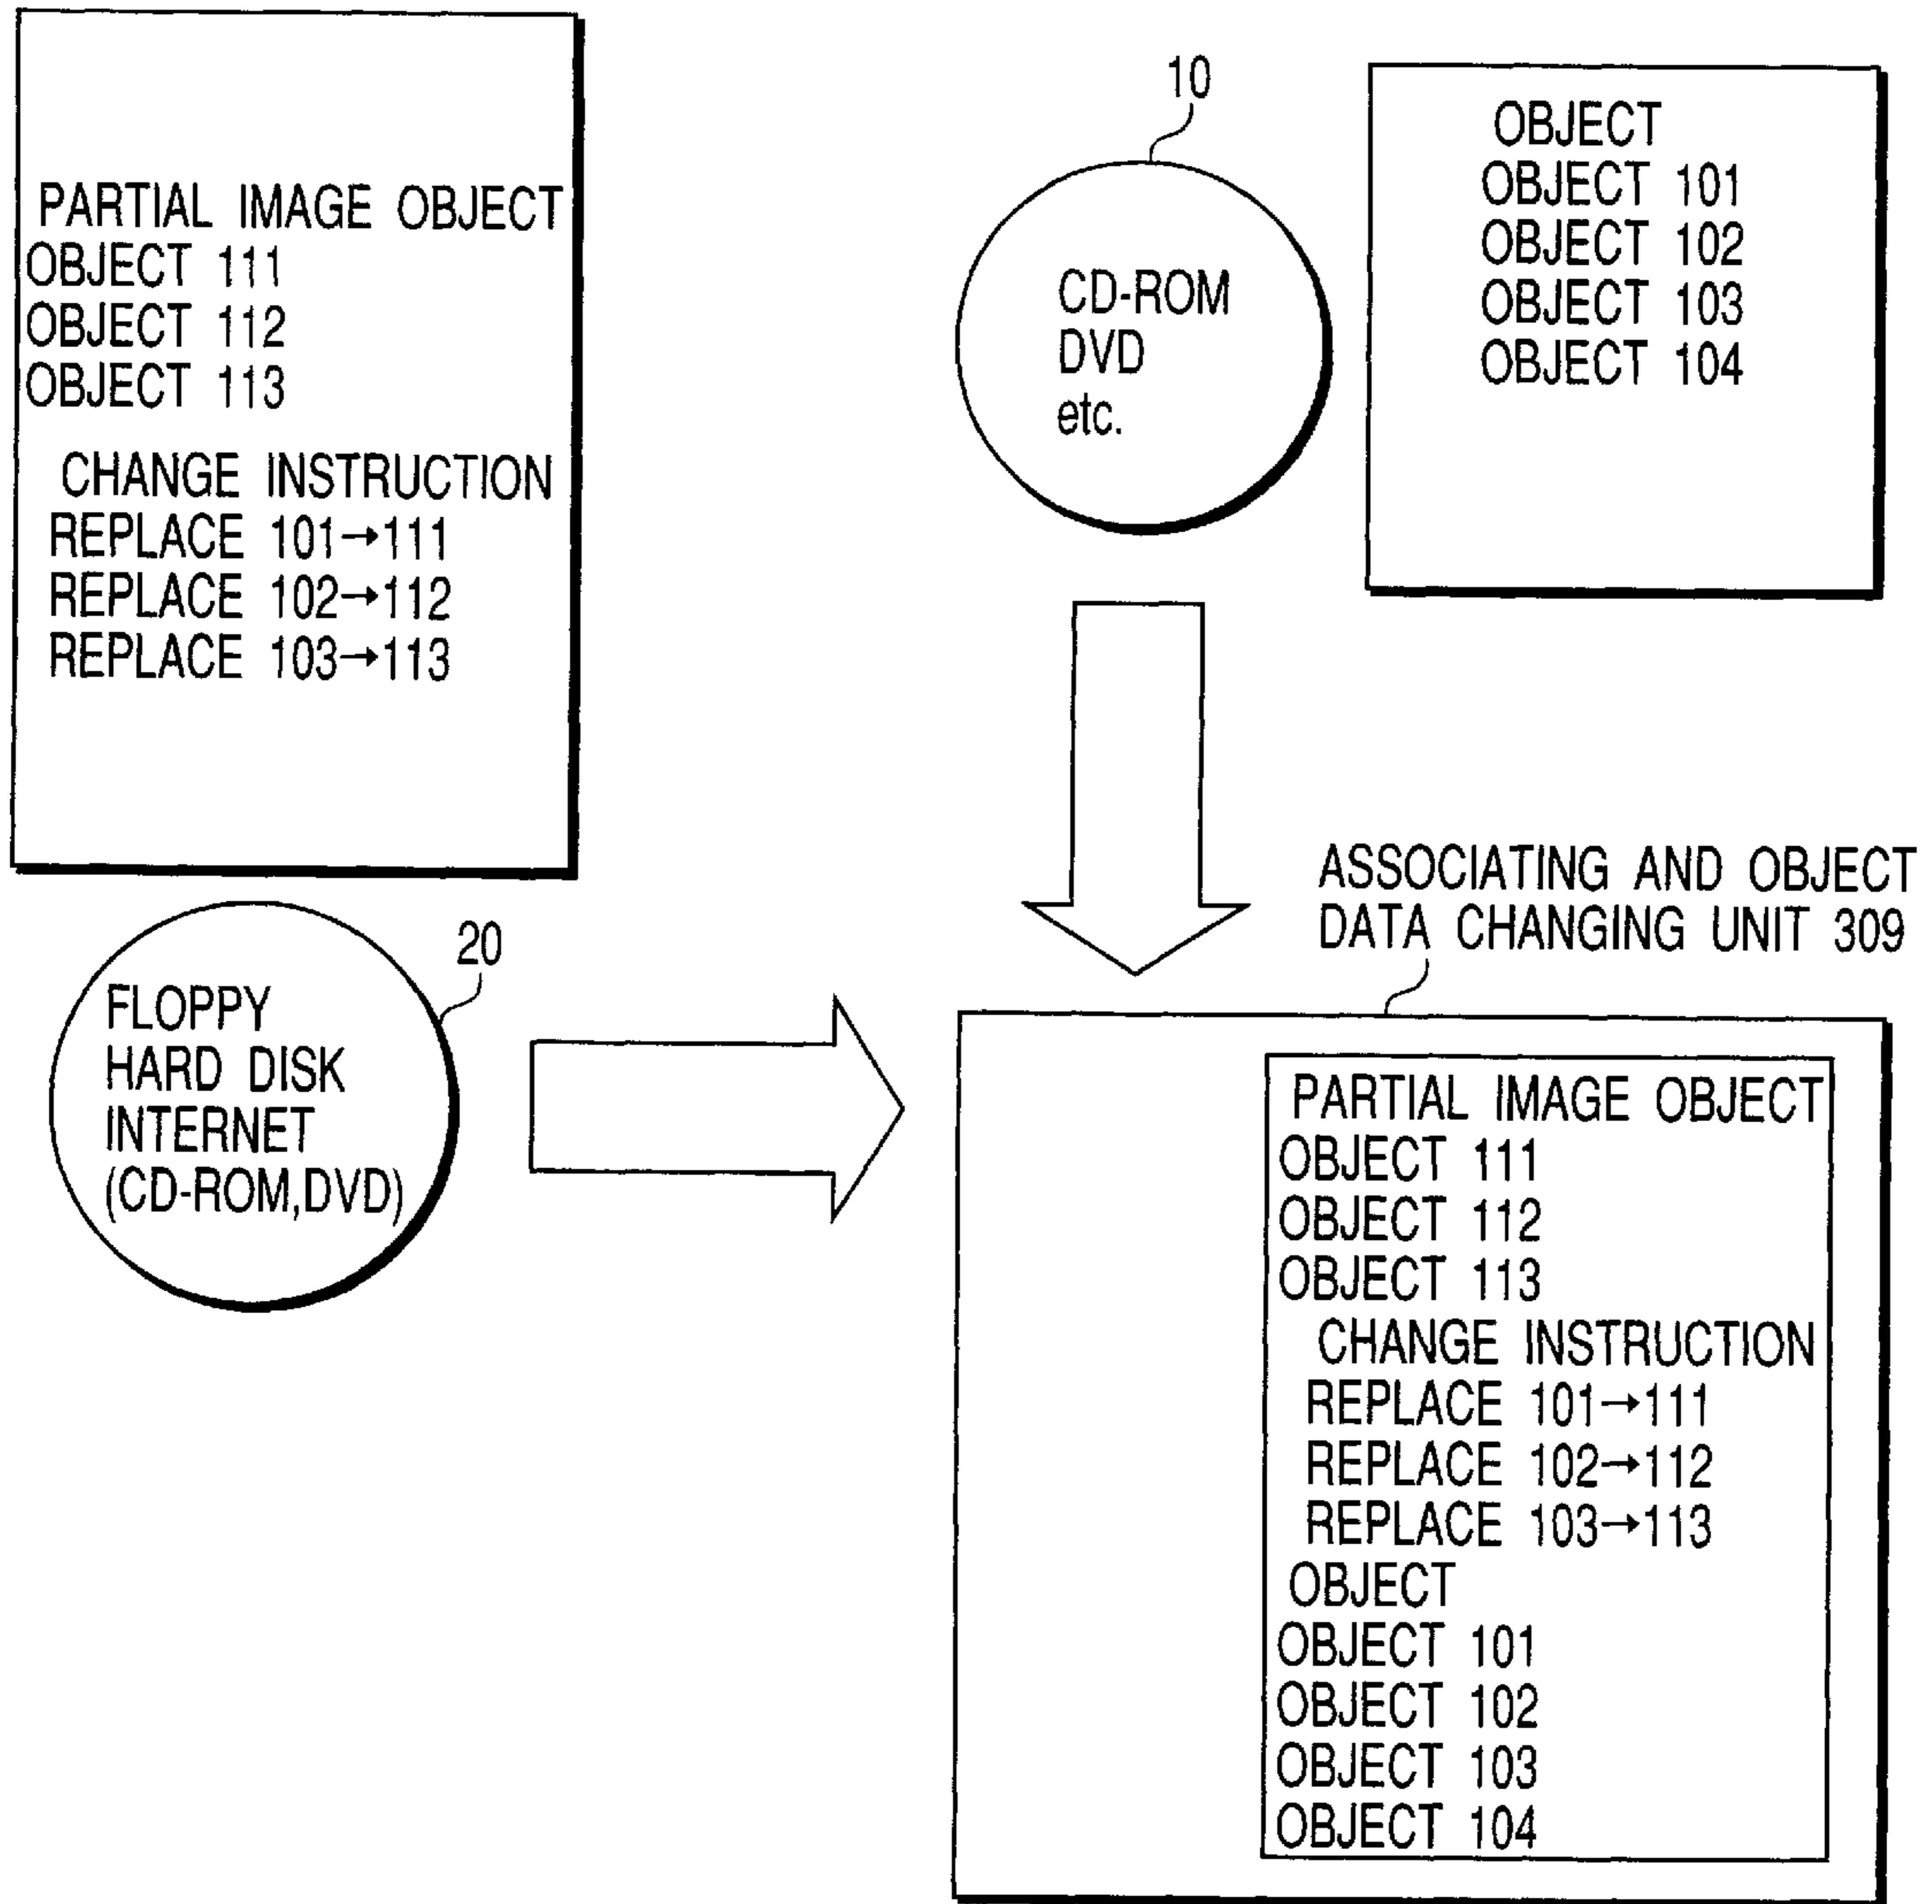 PARTIAL IMAGE OBJECT
OBJECT 111
OBJECT 112
OBJECT 113
CHANGE INSTRUCTION
REPLACE 101→111
REPLACE 102→112
REPLACE 103→113
10
CD-ROM
DVD
etc.
OBJECT
OBJECT 101
OBJECT 102
OBJECT 103
OBJECT 104
20
FLOPPY
HARD DISK
INTERNET
(CD-ROM,DVD)
ASSOCIATING AND OBJECT
DATA CHANGING UNIT 309
PARTIAL IMAGE OBJECT
OBJECT 111
OBJECT 112
OBJECT 113
CHANGE INSTRUCTION
REPLACE 101→111
REPLACE 102→112
REPLACE 103→113
OBJECT
OBJECT 101
OBJECT 102
OBJECT 103
OBJECT 104